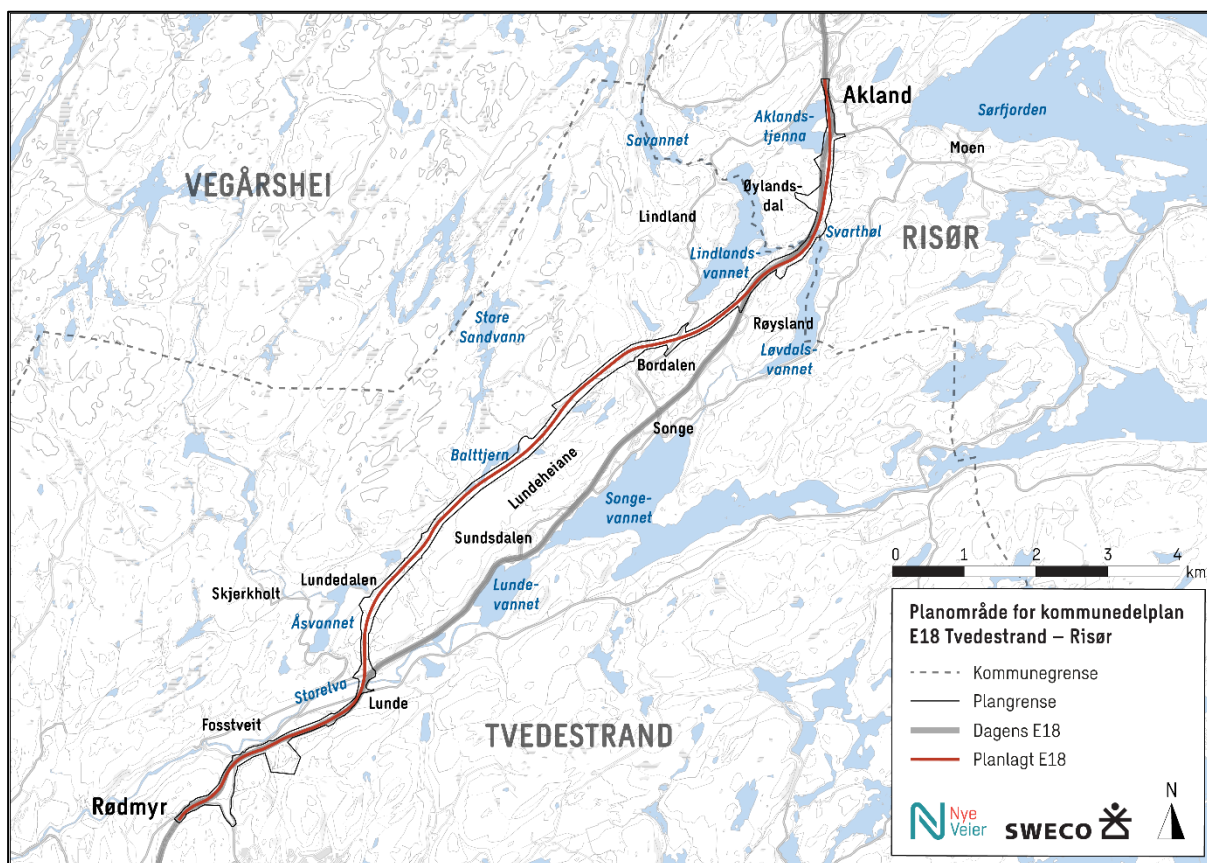 Akland
Sørfjorden
Aklands-
tjenna
Savannet
Moen
VEGÅRSHEI
Øylands-
dal
Lindland
Svarthøl
RISØR
Lindlands-
vannet
Store
Sandvann
Røysland
Løvdals-
vannet
Bordalen
Songe
Balttjern
Lundeheiane
Songe-
vannet
Sundsdalen
Lundedalen
Skjerkholt
Lunde-
vannet
Åsvannet
Storelva
Lunde
Fosstveit
TVEDESTRAND
Rødmyr
0 1 2 3 4
km
Planområde for kommunedelplan
E18 Tvedestrand – Risør
Kommunegrense
Plangrense
Dagens E18
Planlagt E18
N
Nye
Veier
SWECO